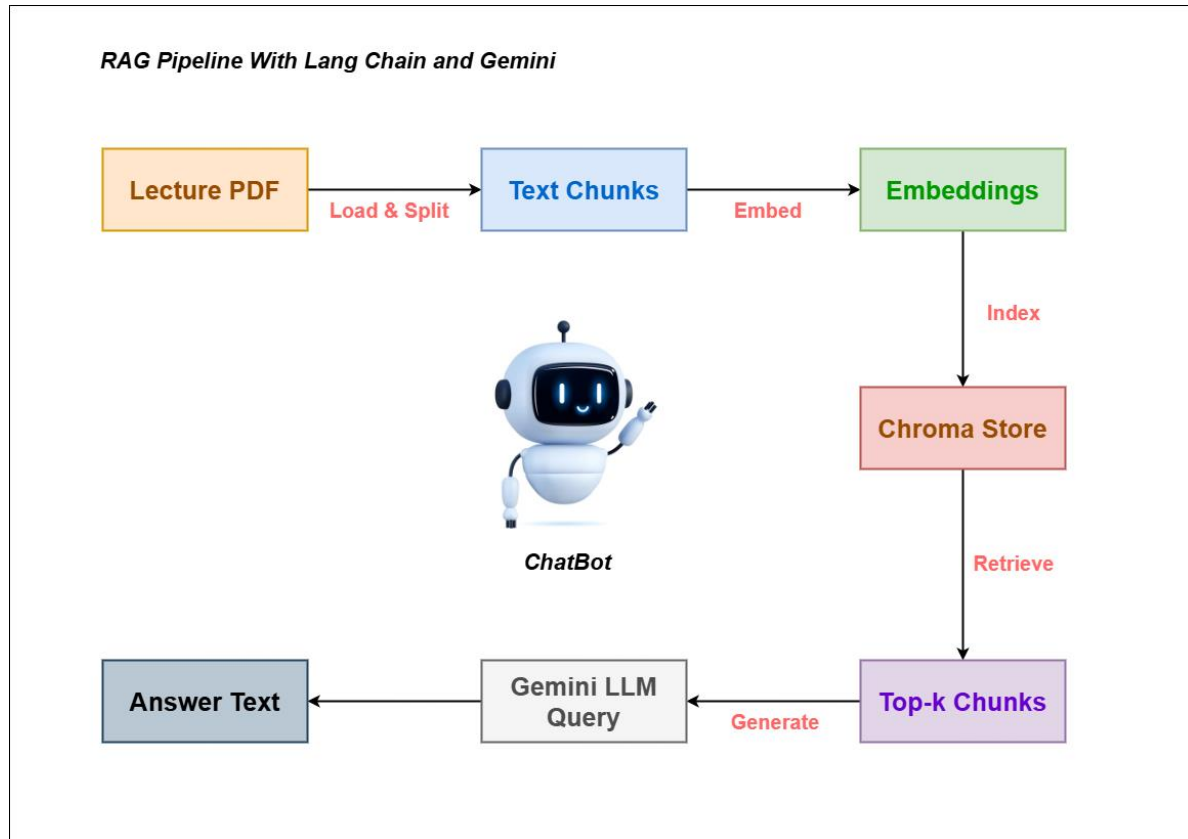 RAG Pipeline With Lang Chain and Gemini
Lecture PDF
Load & Split
Text Chunks
Embed
Embeddings
Index
Chroma Store
Retrieve
ChatBot
Answer Text
Gemini LLM
Query
Generate
Top-k Chunks